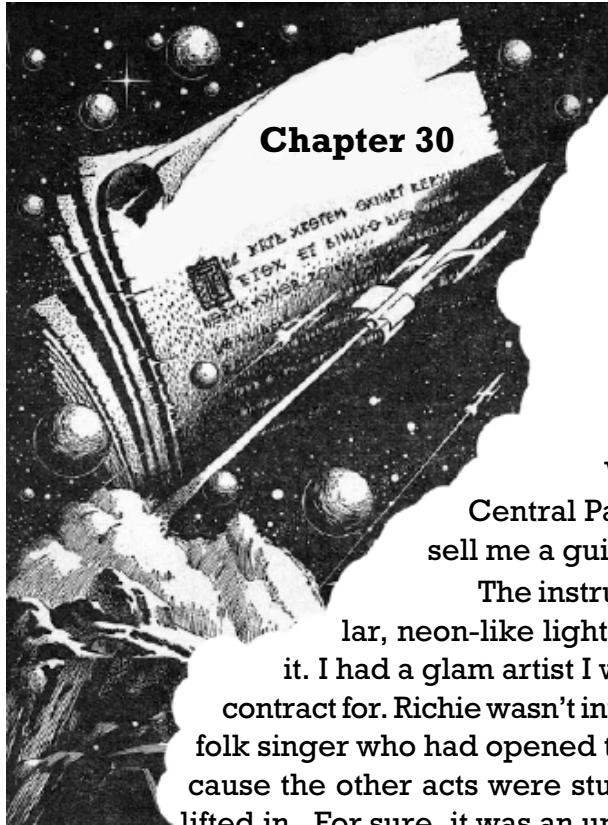 Chapter 30
Central Pa
sell me a gui
The instru
lar, neon-like light
it. I had a glam artist I w
contract for. Richie wasn't in
folk singer who had opened t
cause the other acts were stu
lifted in. For sure, it was an un